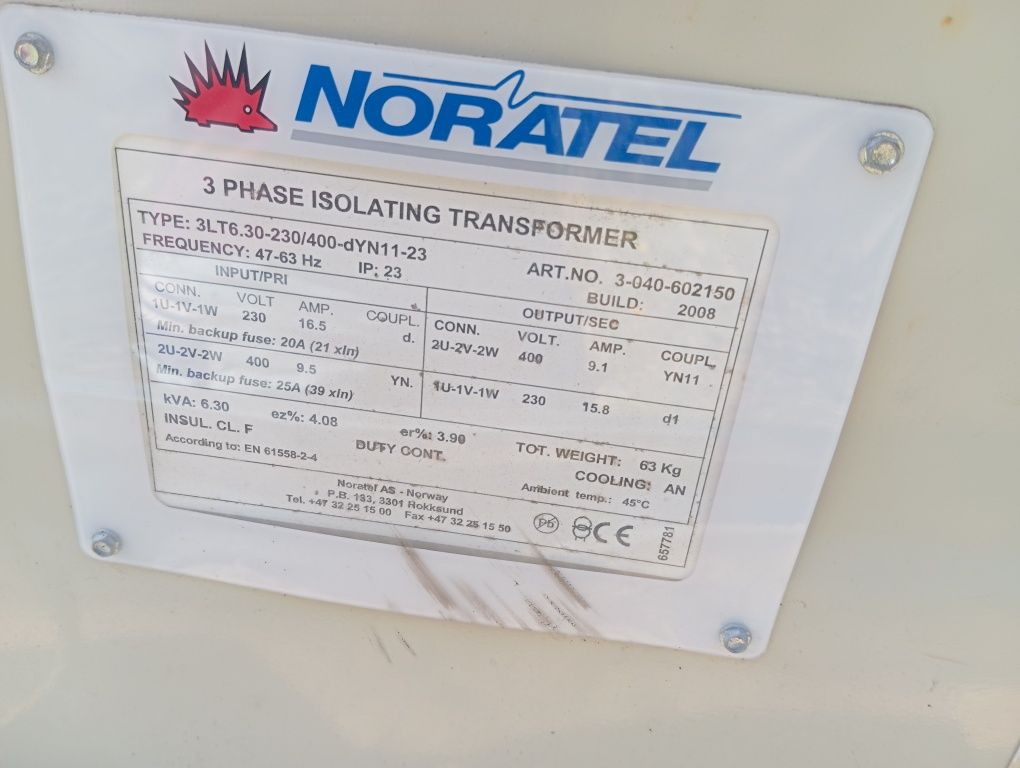 NORATEL
3 PHASE ISOLATING TRANSFORMER
TYPE: 3LT6.30-230/400-dYN11-23
ART.NO. 3-040-602150
FREQUENCY: 47-63 Hz IP: 23
BUILD: 2008
INPUT/PRI
CONN. VOLT AMP. COUPL.
1U-1V-1W 230 16.5 d.
Min. backup fuse: 20A (21 xIn)
2U-2V-2W 400 9.5 YN.
Min. backup fuse: 25A (39 xIn)
OUTPUT/SEC
CONN. VOLT. AMP. COUPL.
2U-2V-2W 400 9.1 YN11
1U-1V-1W 230 15.8 d1
kVA: 6.30 ez%: 4.08 er%: 3.90 TOT. WEIGHT: 63 Kg
INSUL. CL. F DUTY CONT. COOLING: AN
According to: EN 61558-2-4 Ambient temp.: 45°C
Noratel AS - Norway
P.B. 183, 3301 Hokksund
Tel. +47 32 25 15 00 Fax +47 32 25 15 50
Pb CE
657781